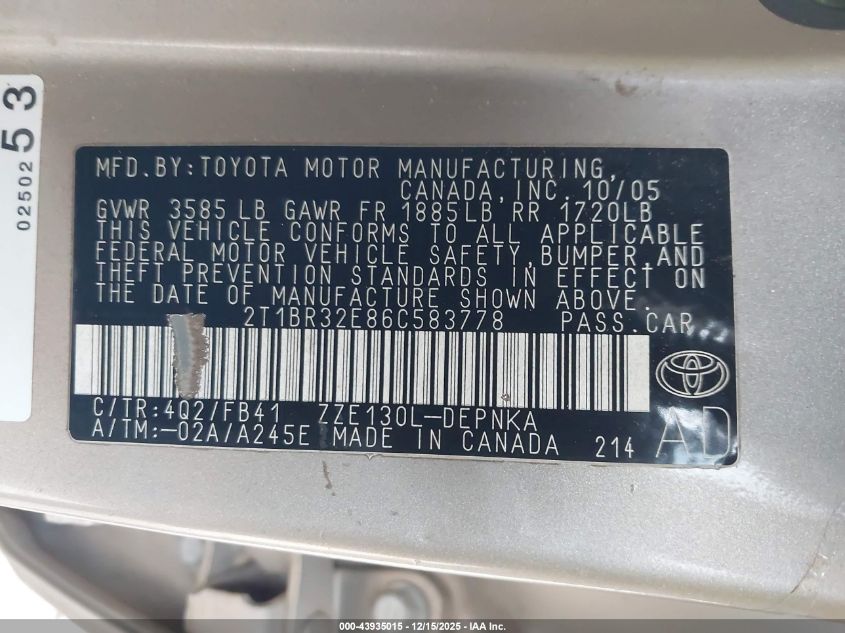 02502 53
MFD.BY:TOYOTA MOTOR MANUFACTURING,
CANADA,INC. 10/05
GVWR 3585 LB GAWR FR 1885LB RR 1720LB
THIS VEHICLE CONFORMS TO ALL APPLICABLE
FEDERAL MOTOR VEHICLE SAFETY,BUMPER,AND
THEFT PREVENTION STANDARDS IN EFFECT ON
THE DATE OF MANUFACTURE SHOWN ABOVE.
2T1BR32E86C583778 PASS.CAR
C/TR:4Q2/FB41 ZZE130L-DEPNKA
A/TM:-02A/A245E MADE IN CANADA 214
AD
000-43935015 - 12/15/2025 - IAA Inc.